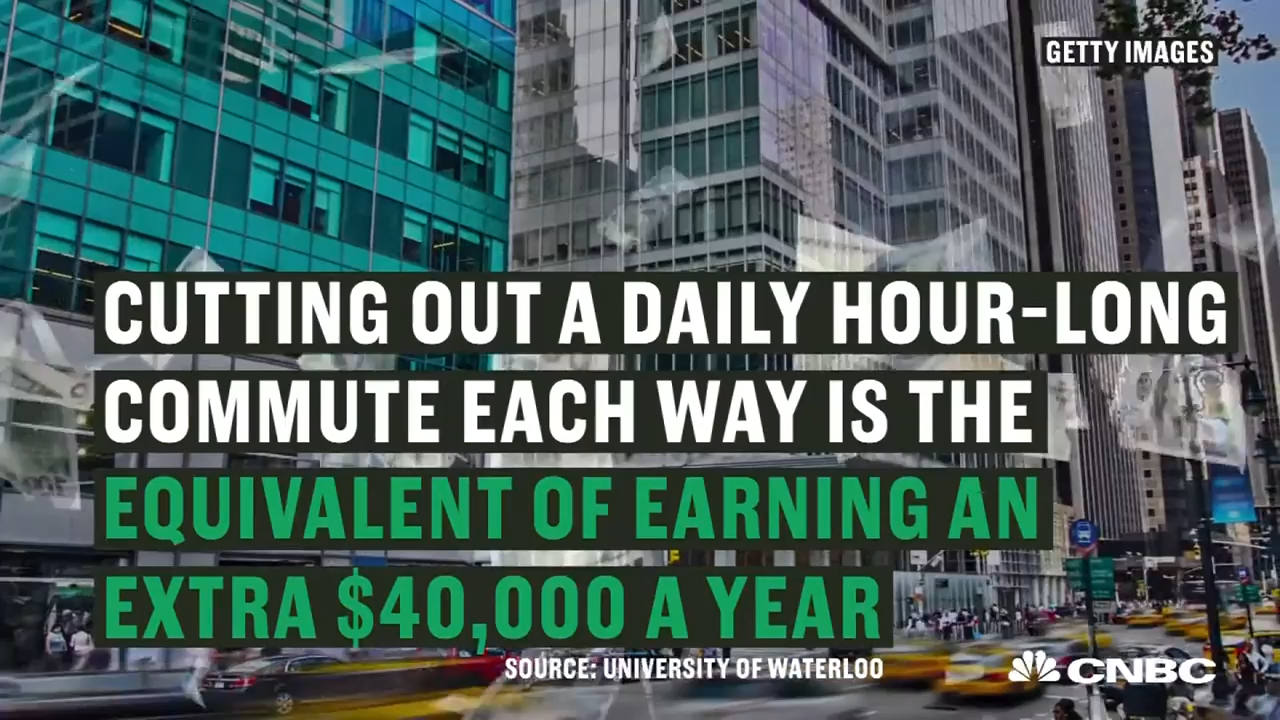 GETTY IMAGES
CUTTING OUT A DAILY HOUR-LONG
COMMUTE EACH WAY IS THE
EQUIVALENT OF EARNING AN
EXTRA $40,000 A YEAR
SOURCE: UNIVERSITY OF WATERLOO
CNBC